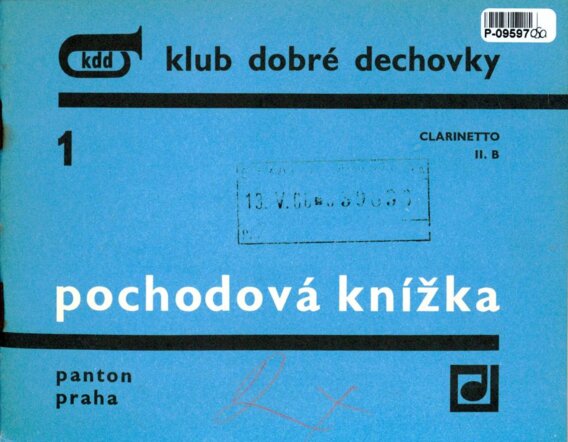 P-09597
kdd
klub dobré dechovky
1
CLARINETTO
II. B
pochodová knížka
panton
praha